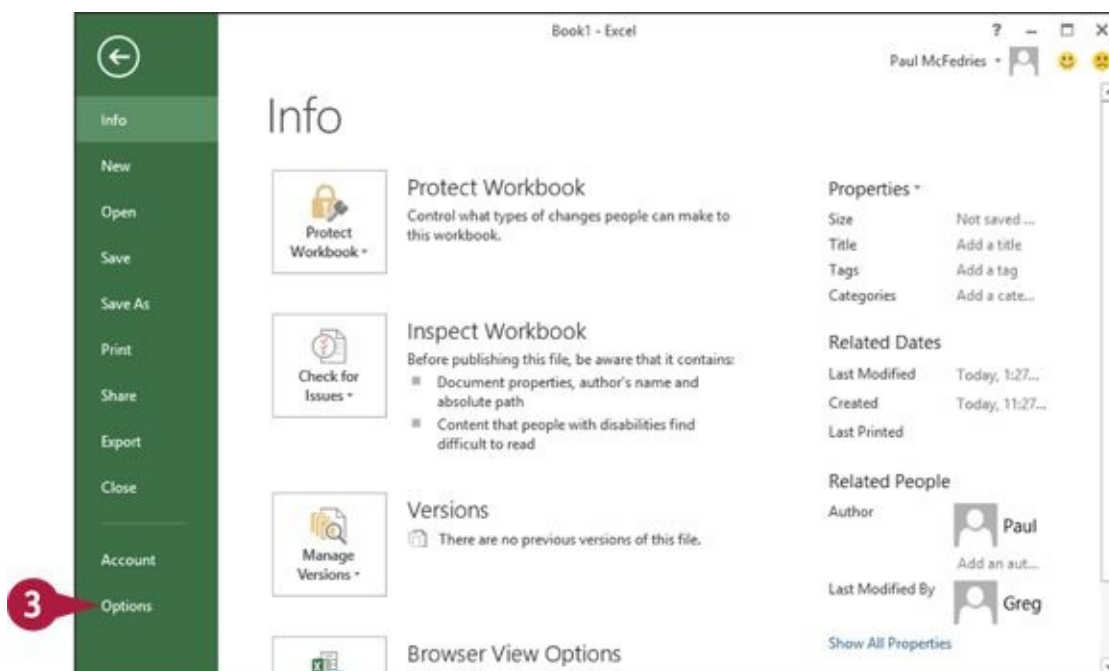 Book1 - Excel
?
Paul McFedries
Info
New
Open
Save
Save As
Print
Share
Export
Close
Account
3
Options
Info
Protect Workbook
Protect Workbook
Control what types of changes people can make to
this workbook.
Check for
Issues
Inspect Workbook
Before publishing this file, be aware that it contains:
Document properties, author's name and
absolute path
Content that people with disabilities find
difficult to read
Manage
Versions
Versions
There are no previous versions of this file.
Browser View Options
Properties
Size Not saved ...
Title Add a title
Tags Add a tag
Categories Add a cate...
Related Dates
Last Modified Today, 1:27...
Created Today, 11:27...
Last Printed
Related People
Author Paul
Add an aut...
Last Modified By Greg
Show All Properties